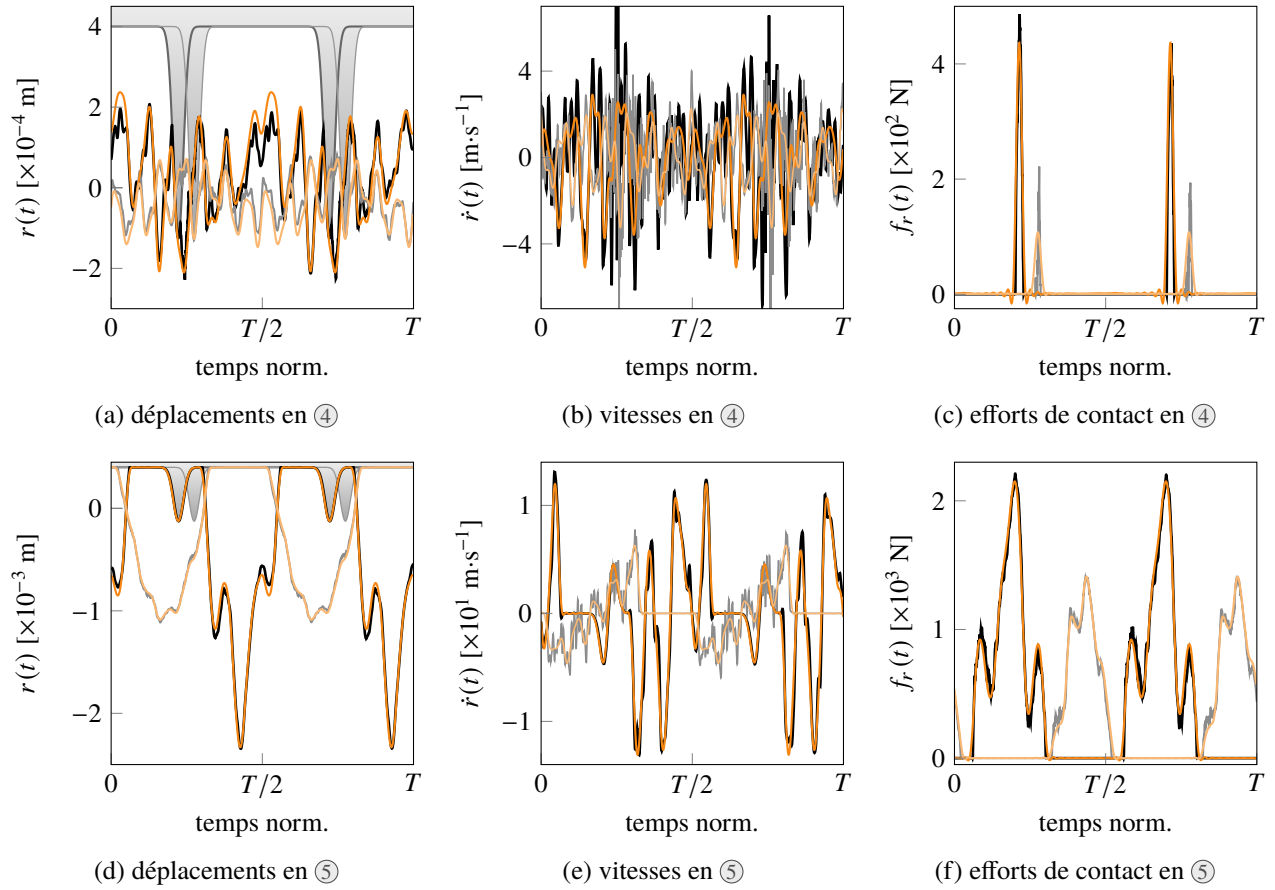 4
2
0
−2
r(t) [×10⁻⁴ m]
0
T/2
T
temps norm.
(a) déplacements en ④
4
0
−4
ṙ(t) [m·s⁻¹]
0
T/2
T
temps norm.
(b) vitesses en ④
4
2
0
fᵣ(t) [×10² N]
0
T/2
T
temps norm.
(c) efforts de contact en ④
0
−1
−2
r(t) [×10⁻³ m]
0
T/2
T
temps norm.
(d) déplacements en ⑤
1
0
−1
ṙ(t) [×10¹ m·s⁻¹]
0
T/2
T
temps norm.
(e) vitesses en ⑤
2
1
0
fᵣ(t) [×10³ N]
0
T/2
T
temps norm.
(f) efforts de contact en ⑤